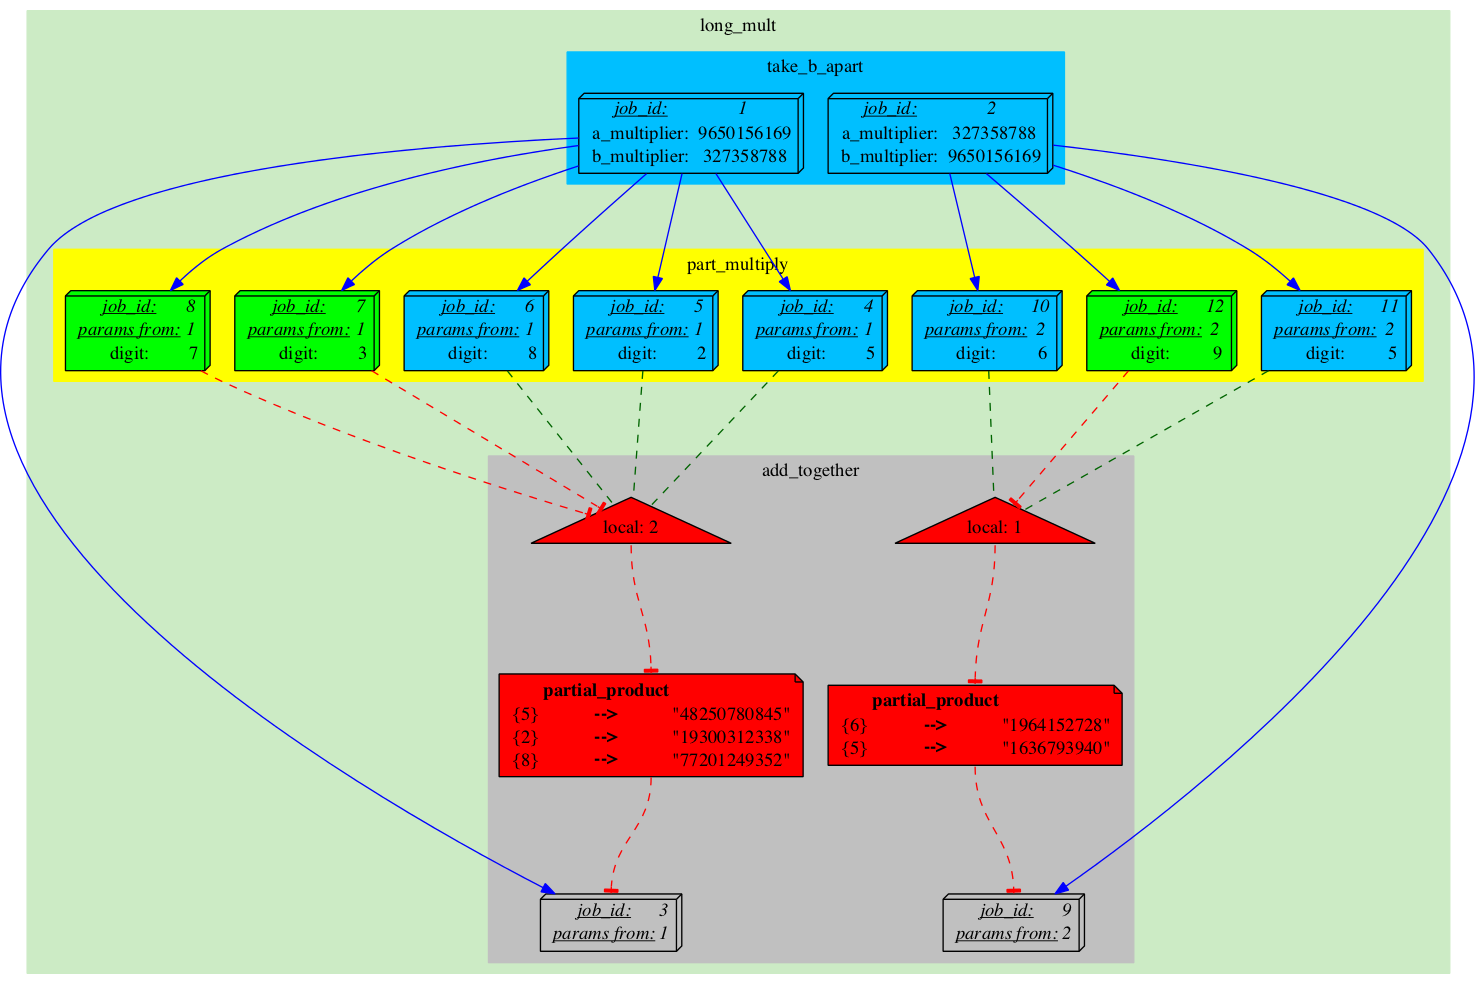 long_mult
take_b_apart
job_id: 1
a_multiplier: 9650156169
b_multiplier: 327358788
job_id: 2
a_multiplier: 327358788
b_multiplier: 9650156169
part_multiply
job_id: 8
params from: 1
digit: 7
job_id: 7
params from: 1
digit: 3
job_id: 6
params from: 1
digit: 8
job_id: 5
params from: 1
digit: 2
job_id: 4
params from: 1
digit: 5
job_id: 10
params from: 2
digit: 6
job_id: 12
params from: 2
digit: 9
job_id: 11
params from: 2
digit: 5
add_together
local: 2
local: 1
partial_product
{5} --> "48250780845"
{2} --> "19300312338"
{8} --> "77201249352"
partial_product
{6} --> "1964152728"
{5} --> "1636793940"
job_id: 3
params from: 1
job_id: 9
params from: 2